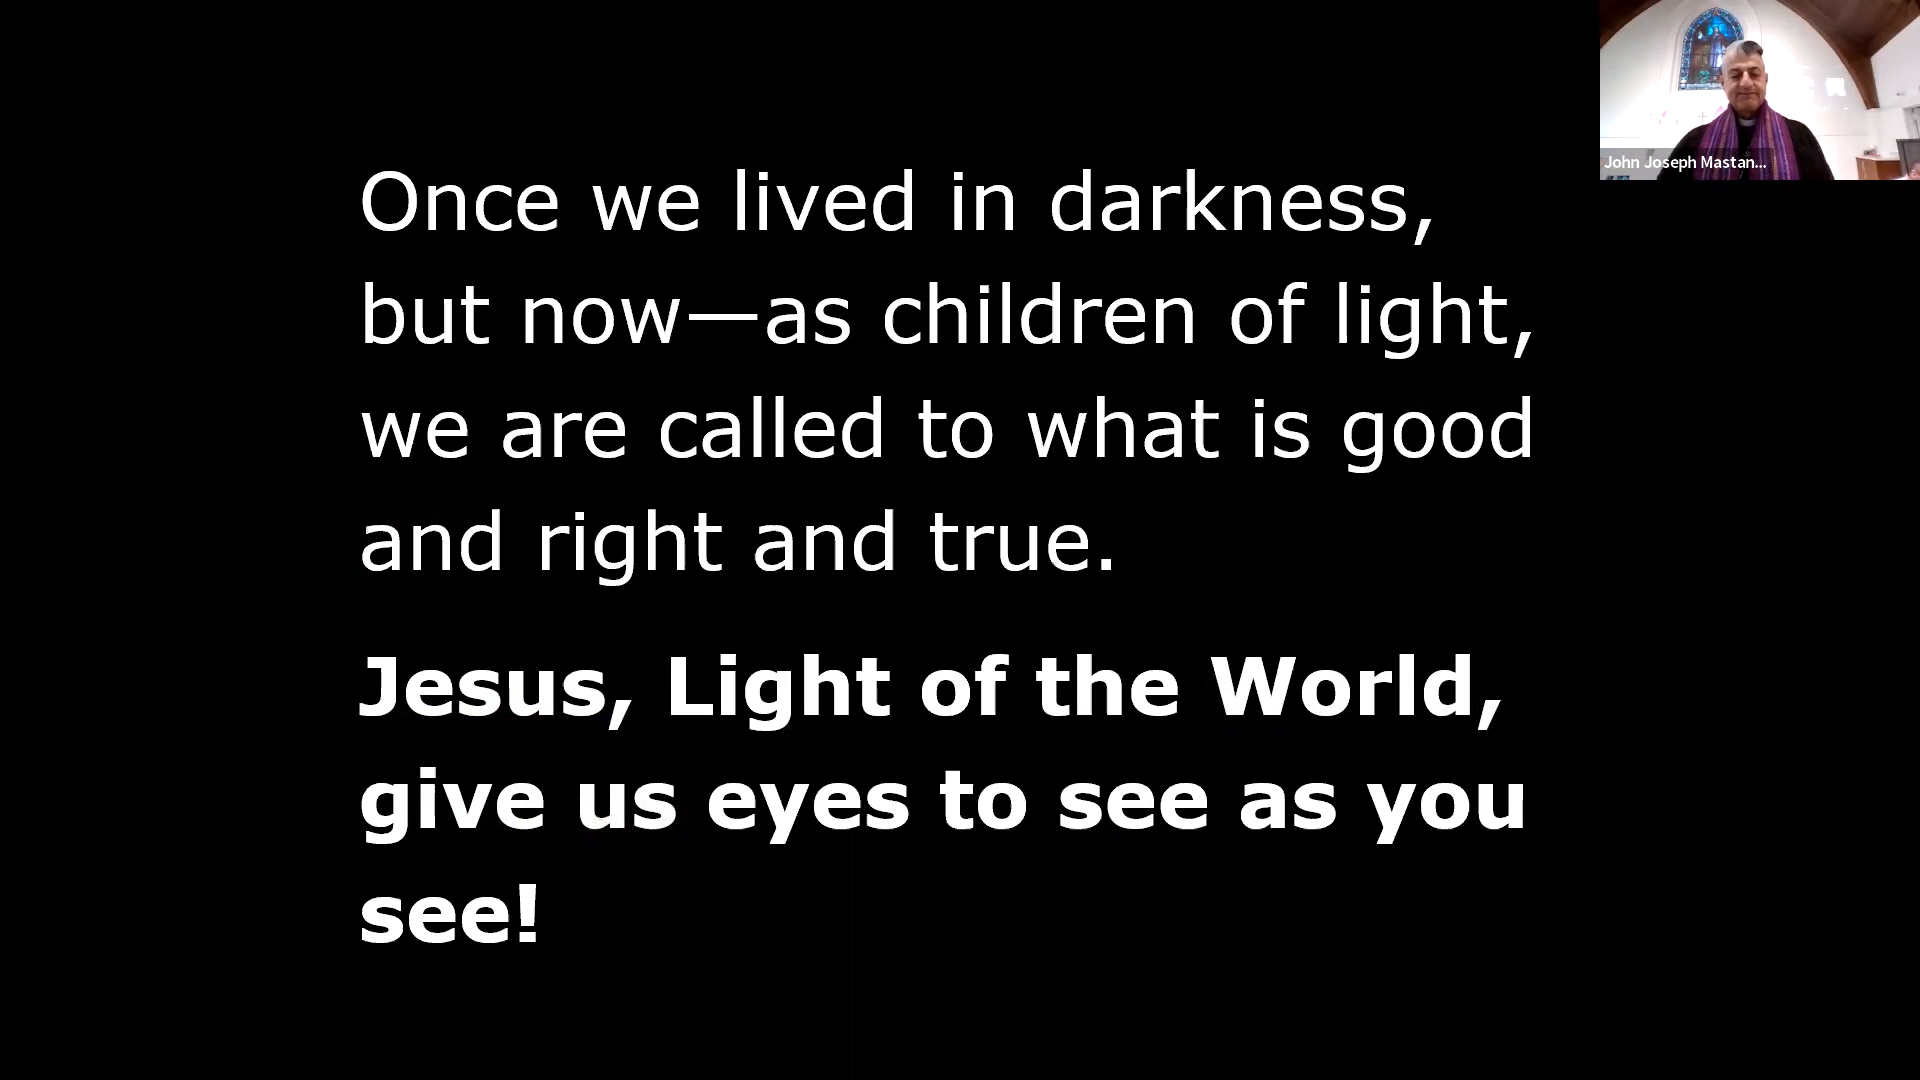 Once we lived in darkness,
but now—as children of light,
we are called to what is good
and right and true.
Jesus, Light of the World,
give us eyes to see as you
see!
John Joseph Mastan...